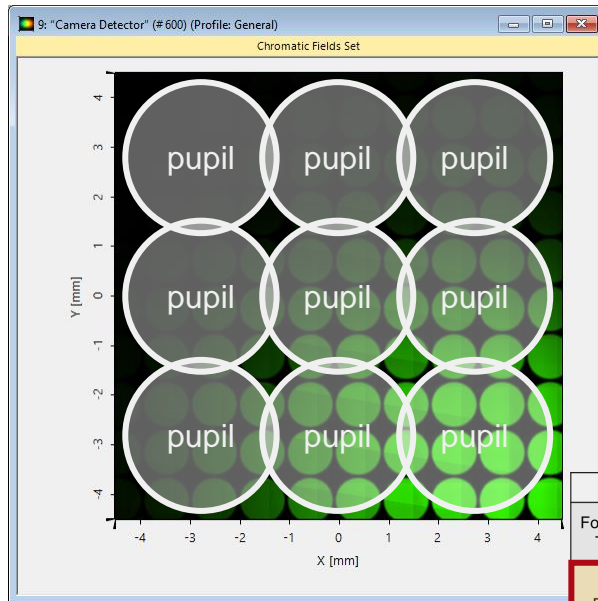 9: "Camera Detector" (# 600) (Profile: General)
Chromatic Fields Set
4
3
2
1
0
-1
-2
-3
-4
Y [mm]
pupil pupil pupil
pupil pupil pupil
pupil pupil pupil
-4 -3 -2 -1 0 1 2 3 4
X [mm]
Fo